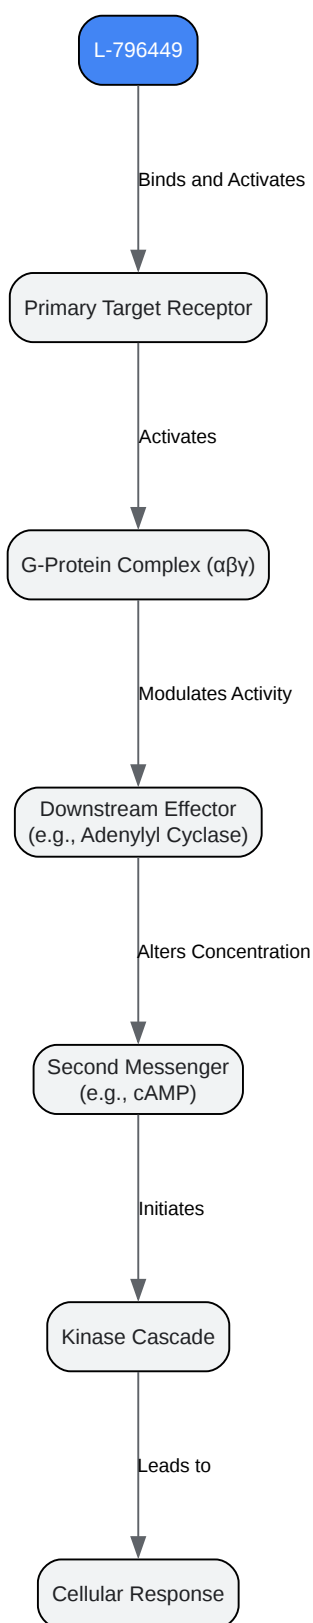 L-796449
Binds and Activates
Primary Target Receptor
Activates
G-Protein Complex (αβγ)
Modulates Activity
Downstream Effector
(e.g., Adenylyl Cyclase)
Alters Concentration
Second Messenger
(e.g., cAMP)
Initiates
Kinase Cascade
Leads to
Cellular Response